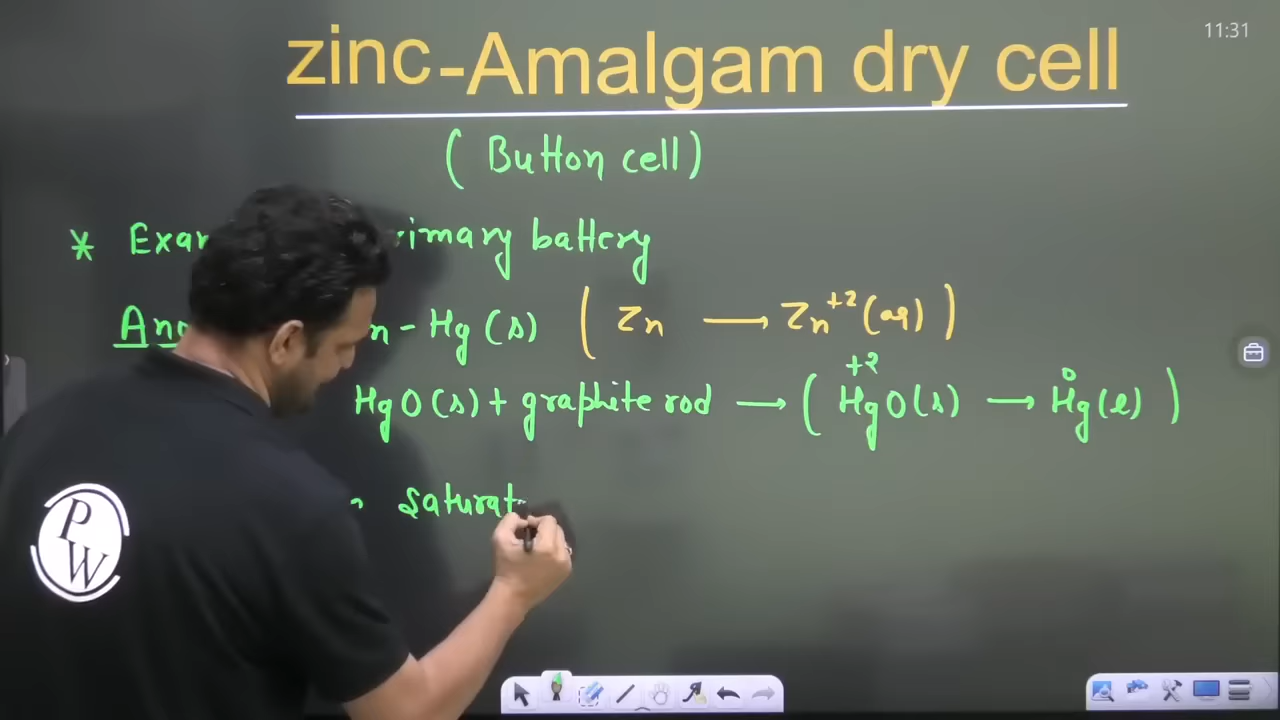 11:31
zinc-Amalgam dry cell
(Button cell)
* Exam rimary battery
An n-Hg(s) (Zn → Zn+2(aq))
HgO(s) + graphite rod → (+2 HgO(s) → 0 Hg(l))
Saturat
P
W